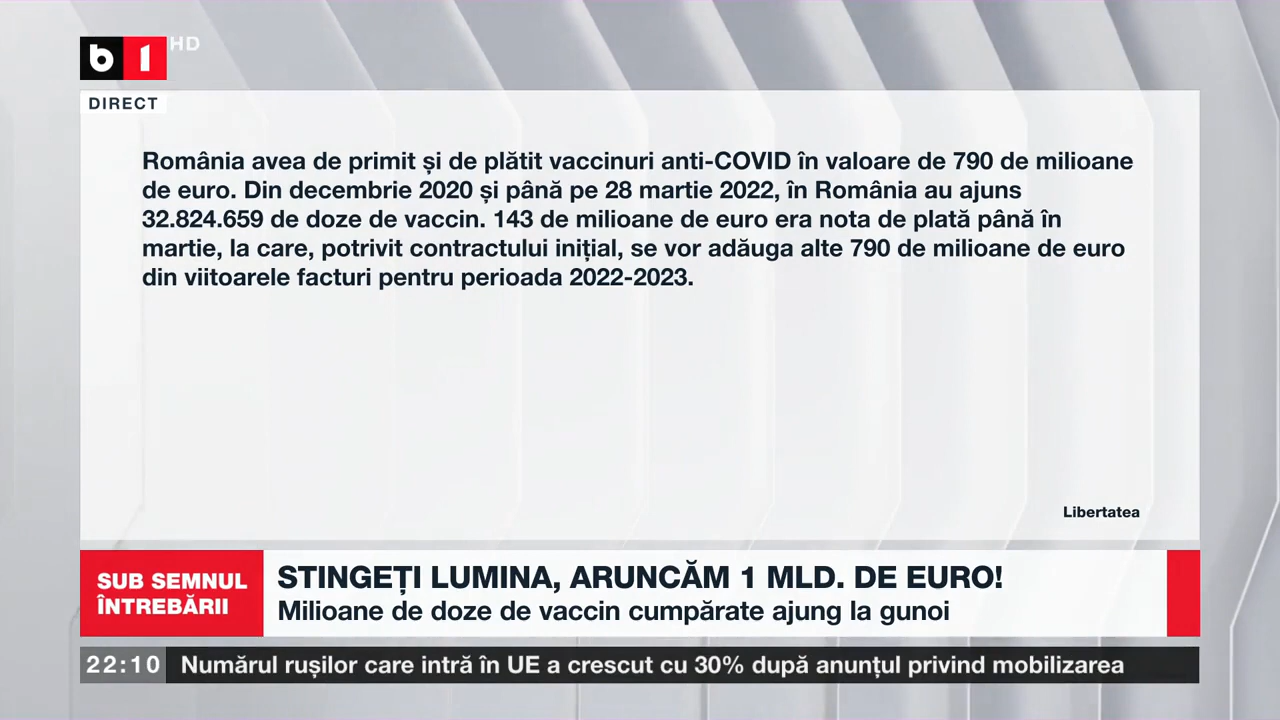 b1 HD
DIRECT
România avea de primit și de plătit vaccinuri anti-COVID în valoare de 790 de milioane
de euro. Din decembrie 2020 și până pe 28 martie 2022, în România au ajuns
32.824.659 de doze de vaccin. 143 de milioane de euro era nota de plată până în
martie, la care, potrivit contractului inițial, se vor adăuga alte 790 de milioane de euro
din viitoarele facturi pentru perioada 2022-2023.
Libertatea
SUB SEMNUL
ÎNTREBĂRII
STINGEȚI LUMINA, ARUNCĂM 1 MLD. DE EURO!
Milioane de doze de vaccin cumpărate ajung la gunoi
22:10 Numărul rușilor care intră în UE a crescut cu 30% după anunțul privind mobilizarea